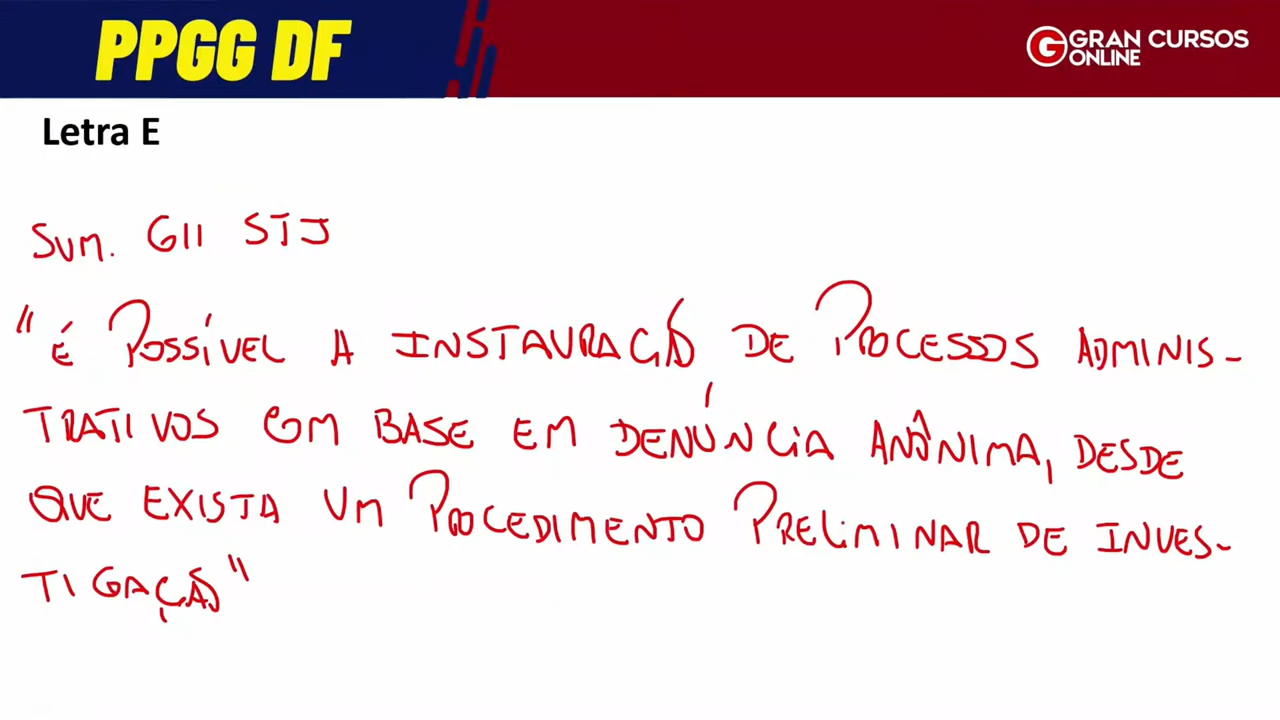 PPGG DF
GRAN CURSOS
ONLINE
Letra E
SUM. 611 STJ
"É POSSÍVEL A INSTAURAÇÃO DE PROCESSOS ADMINIS-
TRATIVOS COM BASE EM DENÚNCIA ANÔNIMA, DESDE
QUE EXISTA UM PROCEDIMENTO PRELIMINAR DE INVES-
TIGAÇÃO"